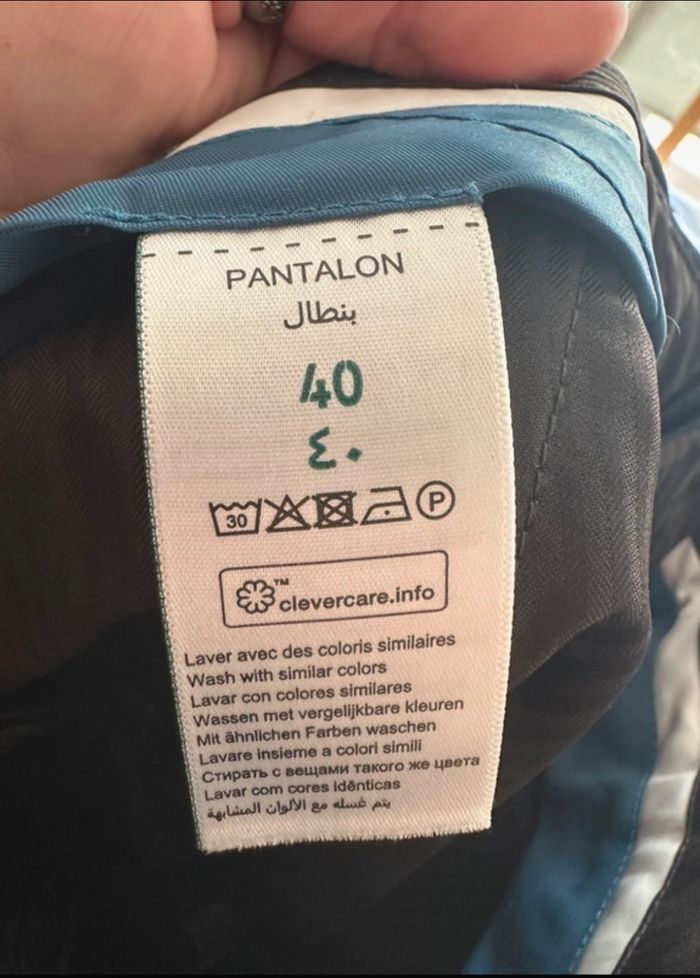 PANTALON
بنطال
40
٤٠
30 P
™ clevercare.info
Laver avec des coloris similaires
Wash with similar colors
Lavar con colores similares
Wassen met vergelijkbare kleuren
Mit ähnlichen Farben waschen
Lavare insieme a colori simili
Стирать с вещами такого же цвета
Lavar com cores idênticas
يتم غسله مع الألوان المشابهة